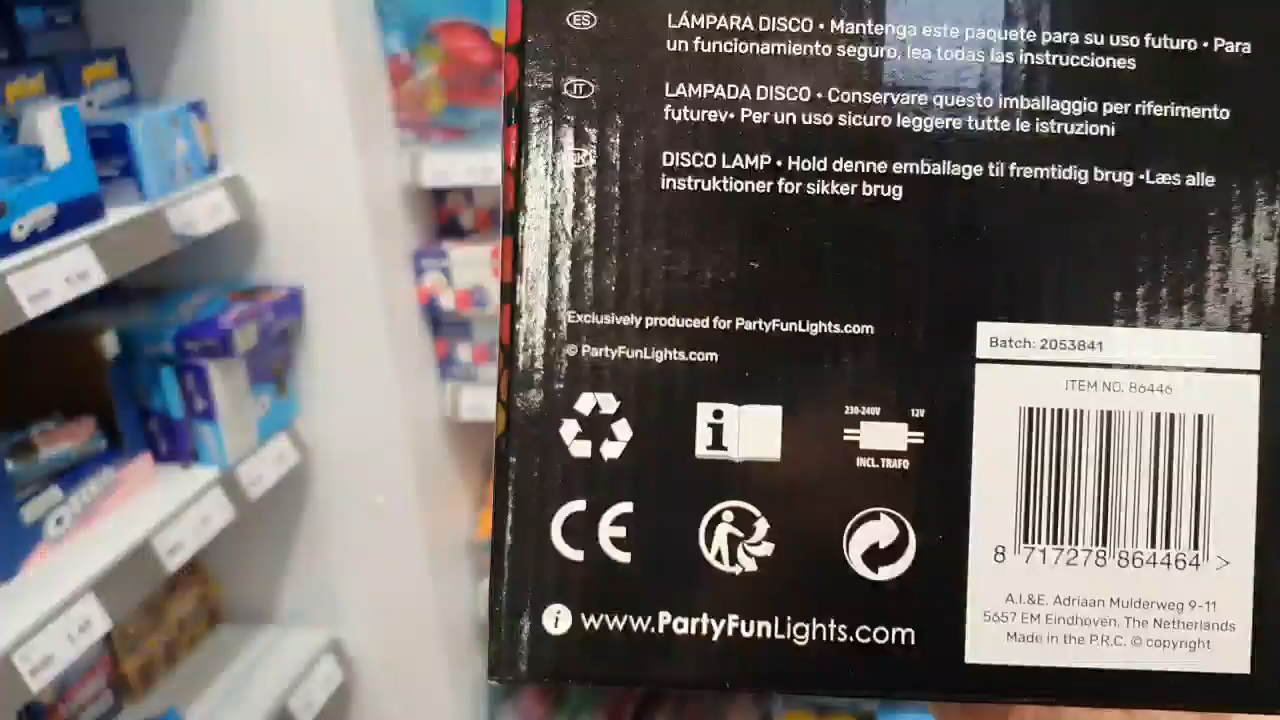 ES
LÁMPARA DISCO • Mantenga este paquete para su uso futuro • Para
un funcionamiento seguro, lea todas las instrucciones
IT
LAMPADA DISCO • Conservare questo imballaggio per riferimento
futurev• Per un uso sicuro leggere tutte le istruzioni
DISCO LAMP • Hold denne emballage til fremtidig brug •Læs alle
instruktioner for sikker brug
Exclusively produced for PartyFunLights.com
© PartyFunLights.com
230-240V 12V
INCL. TRAFO
CE
i www.PartyFunLights.com
Batch: 2053841
ITEM NO. 86446
8 717278 864464 >
A.I.&E. Adriaan Mulderweg 9-11
5657 EM Eindhoven, The Netherlands
Made in the P.R.C. © copyright